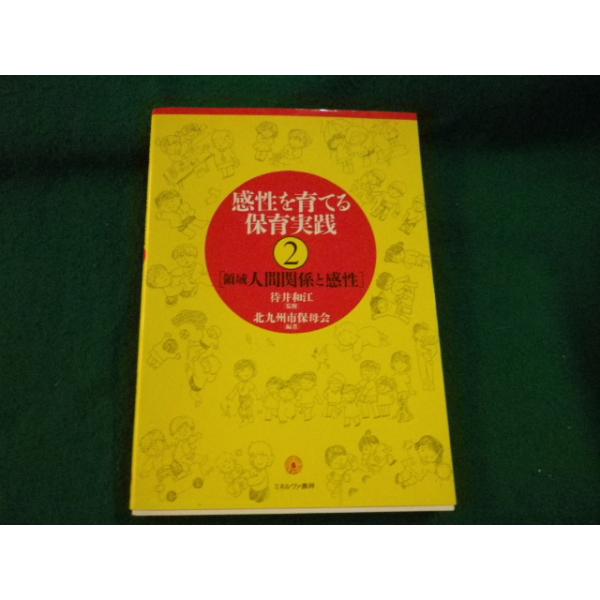 感性を育てる
保育実践
2
［領域 人間関係と感性］
待井和江
監修
北九州市保母会
編著
ミネルヴァ書房